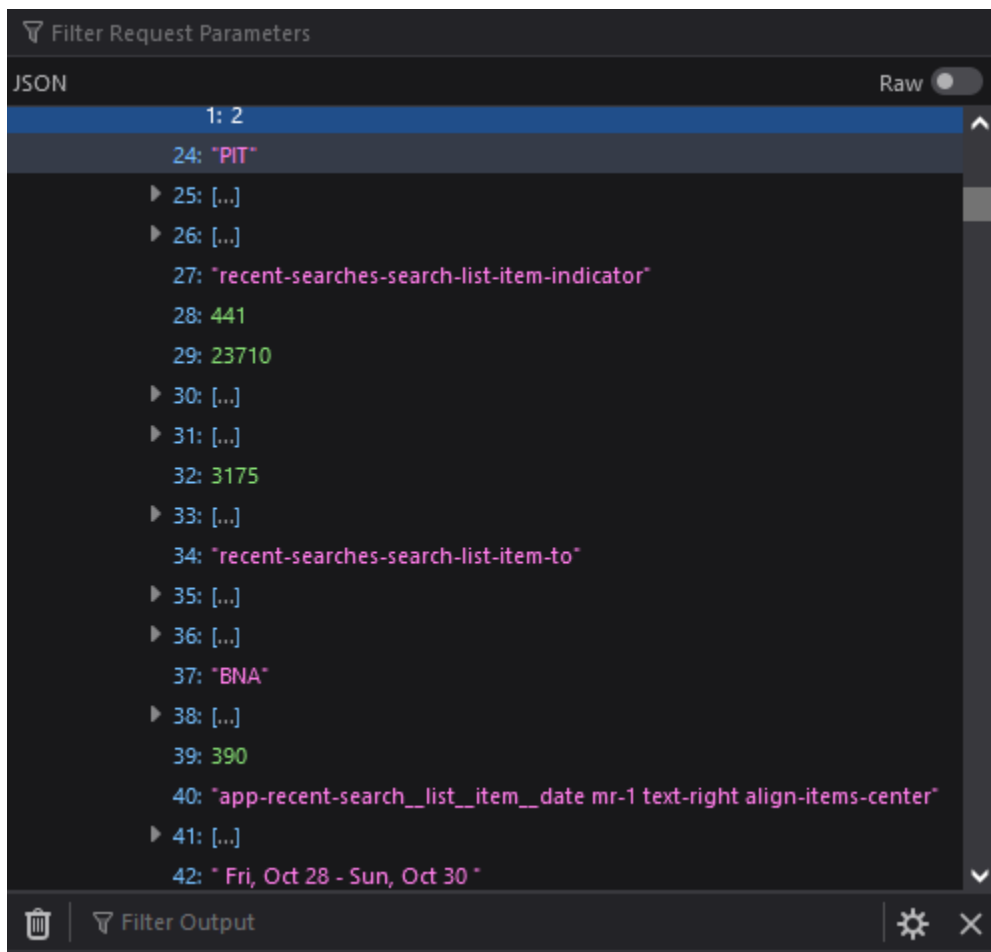 Filter Request Parameters
JSON Raw
1: 2
24: "PIT"
25: […]
26: […]
27: "recent-searches-search-list-item-indicator"
28: 441
29: 23710
30: […]
31: […]
32: 3175
33: […]
34: "recent-searches-search-list-item-to"
35: […]
36: […]
37: "BNA"
38: […]
39: 390
40: "app-recent-search__list__item__date mr-1 text-right align-items-center"
41: […]
42: " Fri, Oct 28 - Sun, Oct 30 "
Filter Output